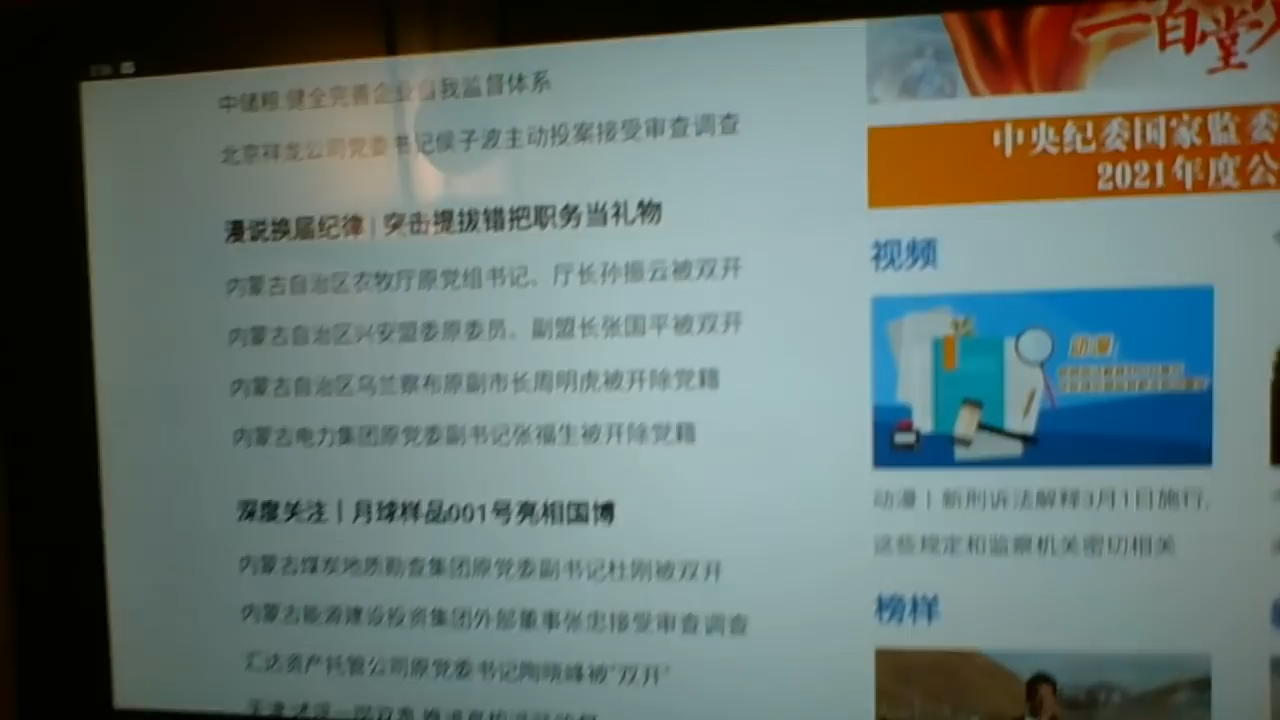 中储粮 健全完善企业自我监督体系
北京祥龙公司党委书记侯子波主动投案接受审查调查
漫说换届纪律 | 突击提拔错把职务当礼物
内蒙古自治区农牧厅原党组书记、厅长孙振云被双开
内蒙古自治区兴安盟委原委员、副盟长张国平被双开
内蒙古自治区乌兰察布原副市长周明虎被开除党籍
内蒙古电力集团原党委副书记张福生被开除党籍
深度关注 | 月球样品001号亮相国博
内蒙古煤炭地质勘查集团原党委副书记杜刚被双开
内蒙古能源建设投资集团外部董事张忠接受审查调查
汇达资产托管公司原党委书记陶晓峰被“双开”
一百堂
中央纪委国家监委
2021年度公
视频
动漫
动漫丨新刑诉法解释3月1日施行,
这些规定和监察机关密切相关
榜样